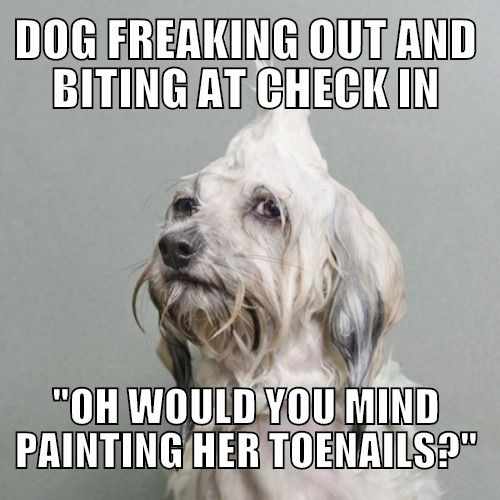 DOG FREAKING OUT AND
BITING AT CHECK IN
"OH WOULD YOU MIND
PAINTING HER TOENAILS?"